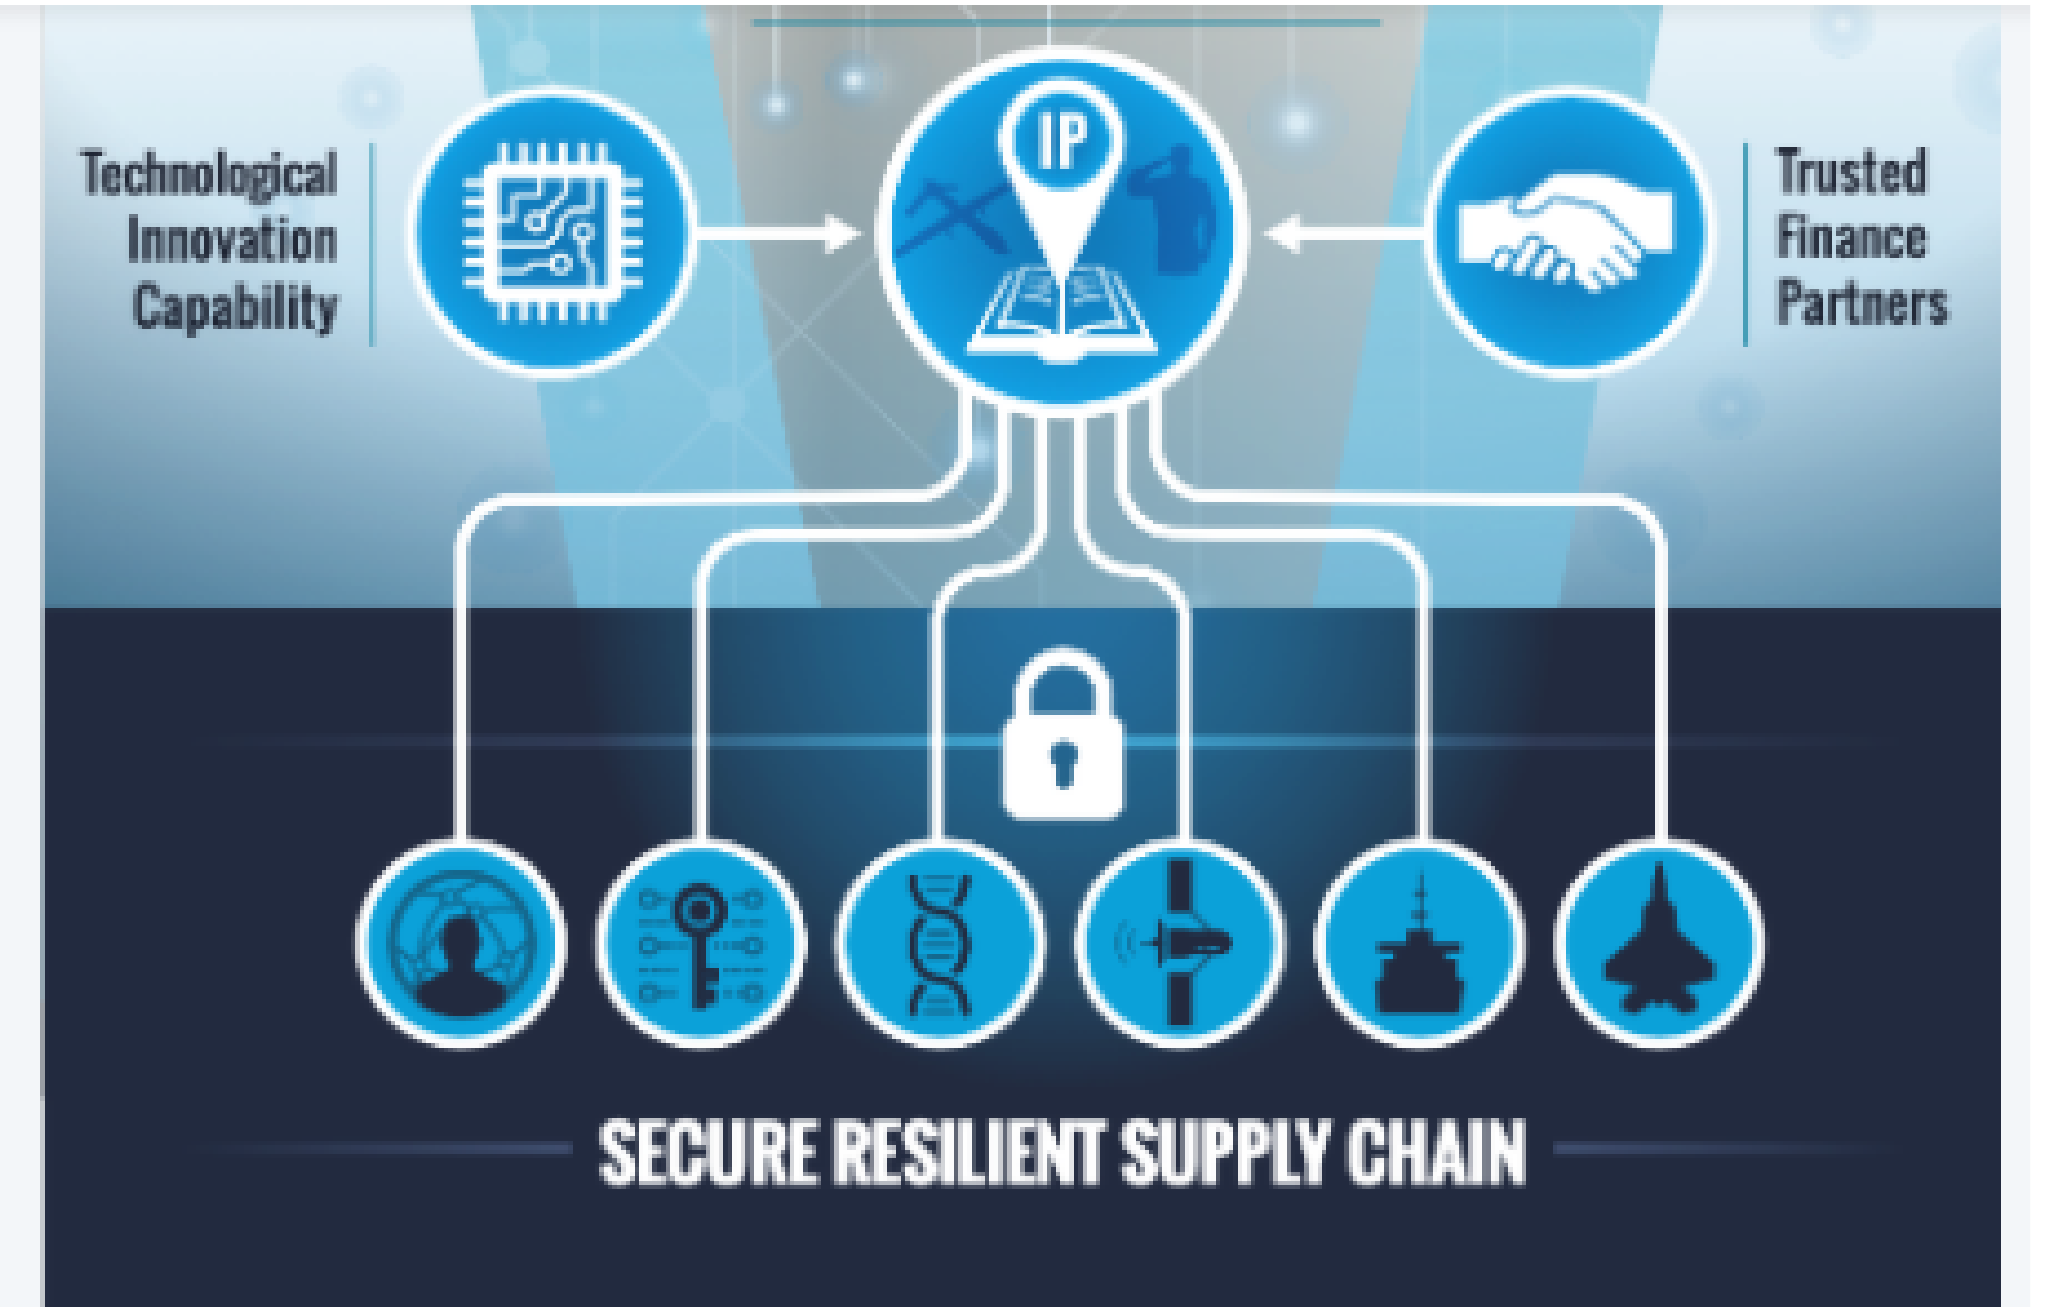 Technological
Innovation
Capability
IP
Trusted
Finance
Partners
SECURE RESILIENT SUPPLY CHAIN